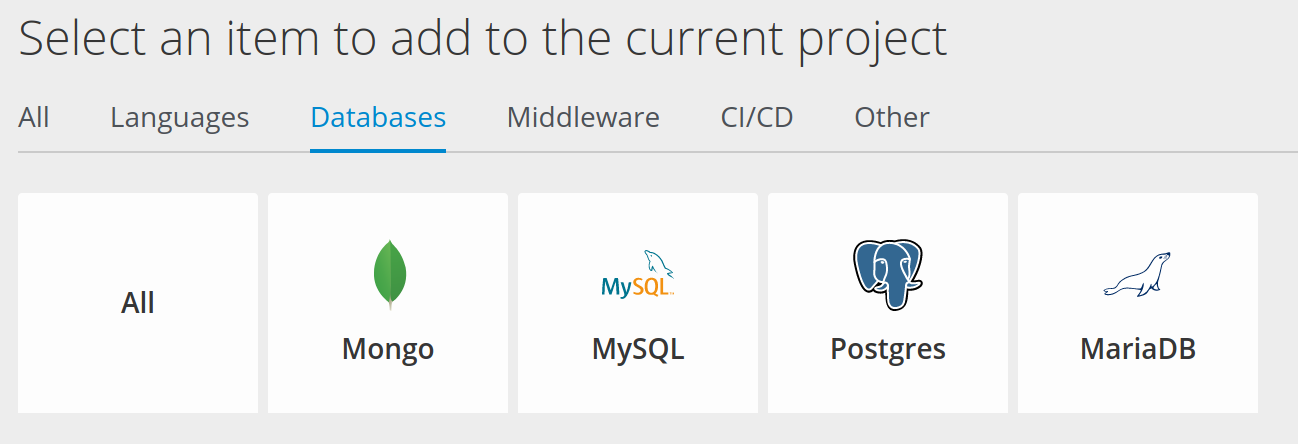 Select an item to add to the current project
All Languages Databases Middleware CI/CD Other
MySQL
All
Mongo MySQL Postgres MariaDB